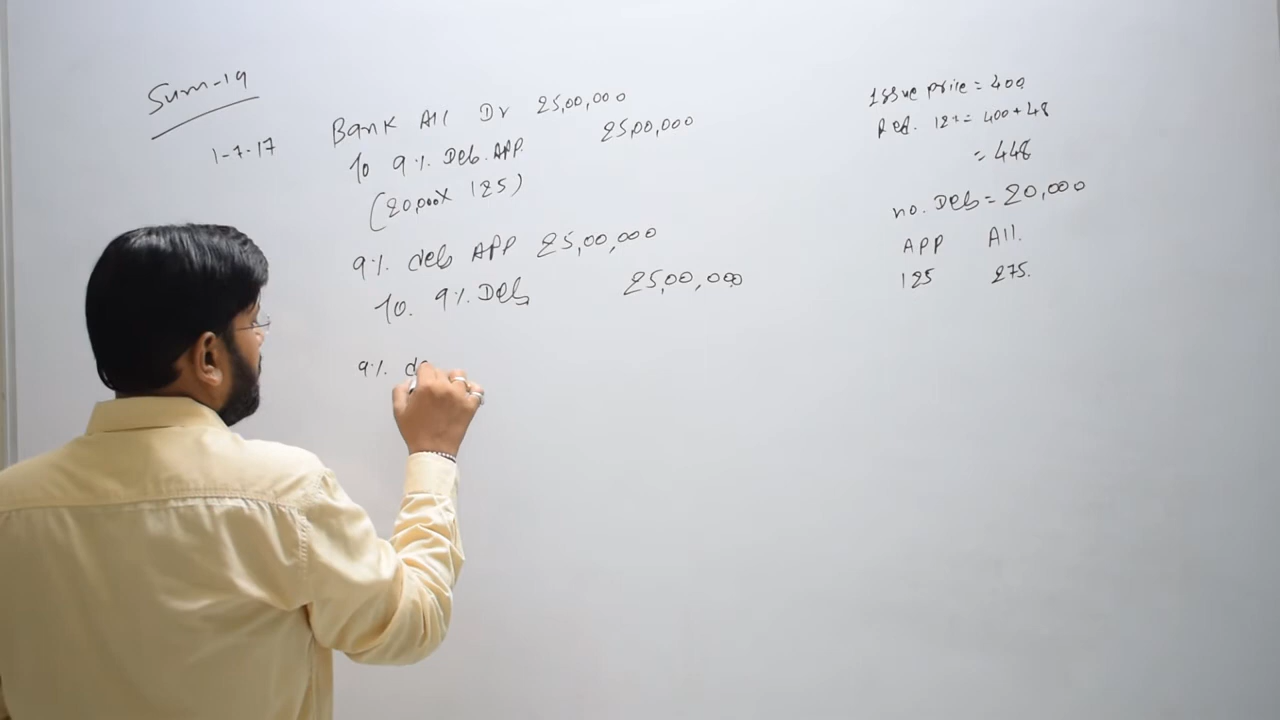 Sum-19
1-7-17
Bank A/c Dr 25,00,000
To 9% Deb. APP. 25,00,000
(20,000 X 125)
9% deb APP 25,00,000
To. 9% Deb 25,00,000
9% de
Issue price = 400
Red. 12% = 400 + 48
= 448
no. Deb = 20,000
APP All.
125 275.